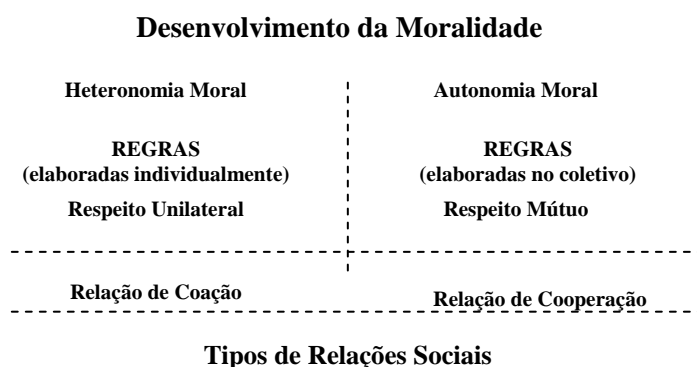 Desenvolvimento da Moralidade
Heteronomia Moral
Autonomia Moral
REGRAS
(elaboradas individualmente)
REGRAS
(elaboradas no coletivo)
Respeito Unilateral
Respeito Mútuo
Relação de Coação
Relação de Cooperação
Tipos de Relações Sociais